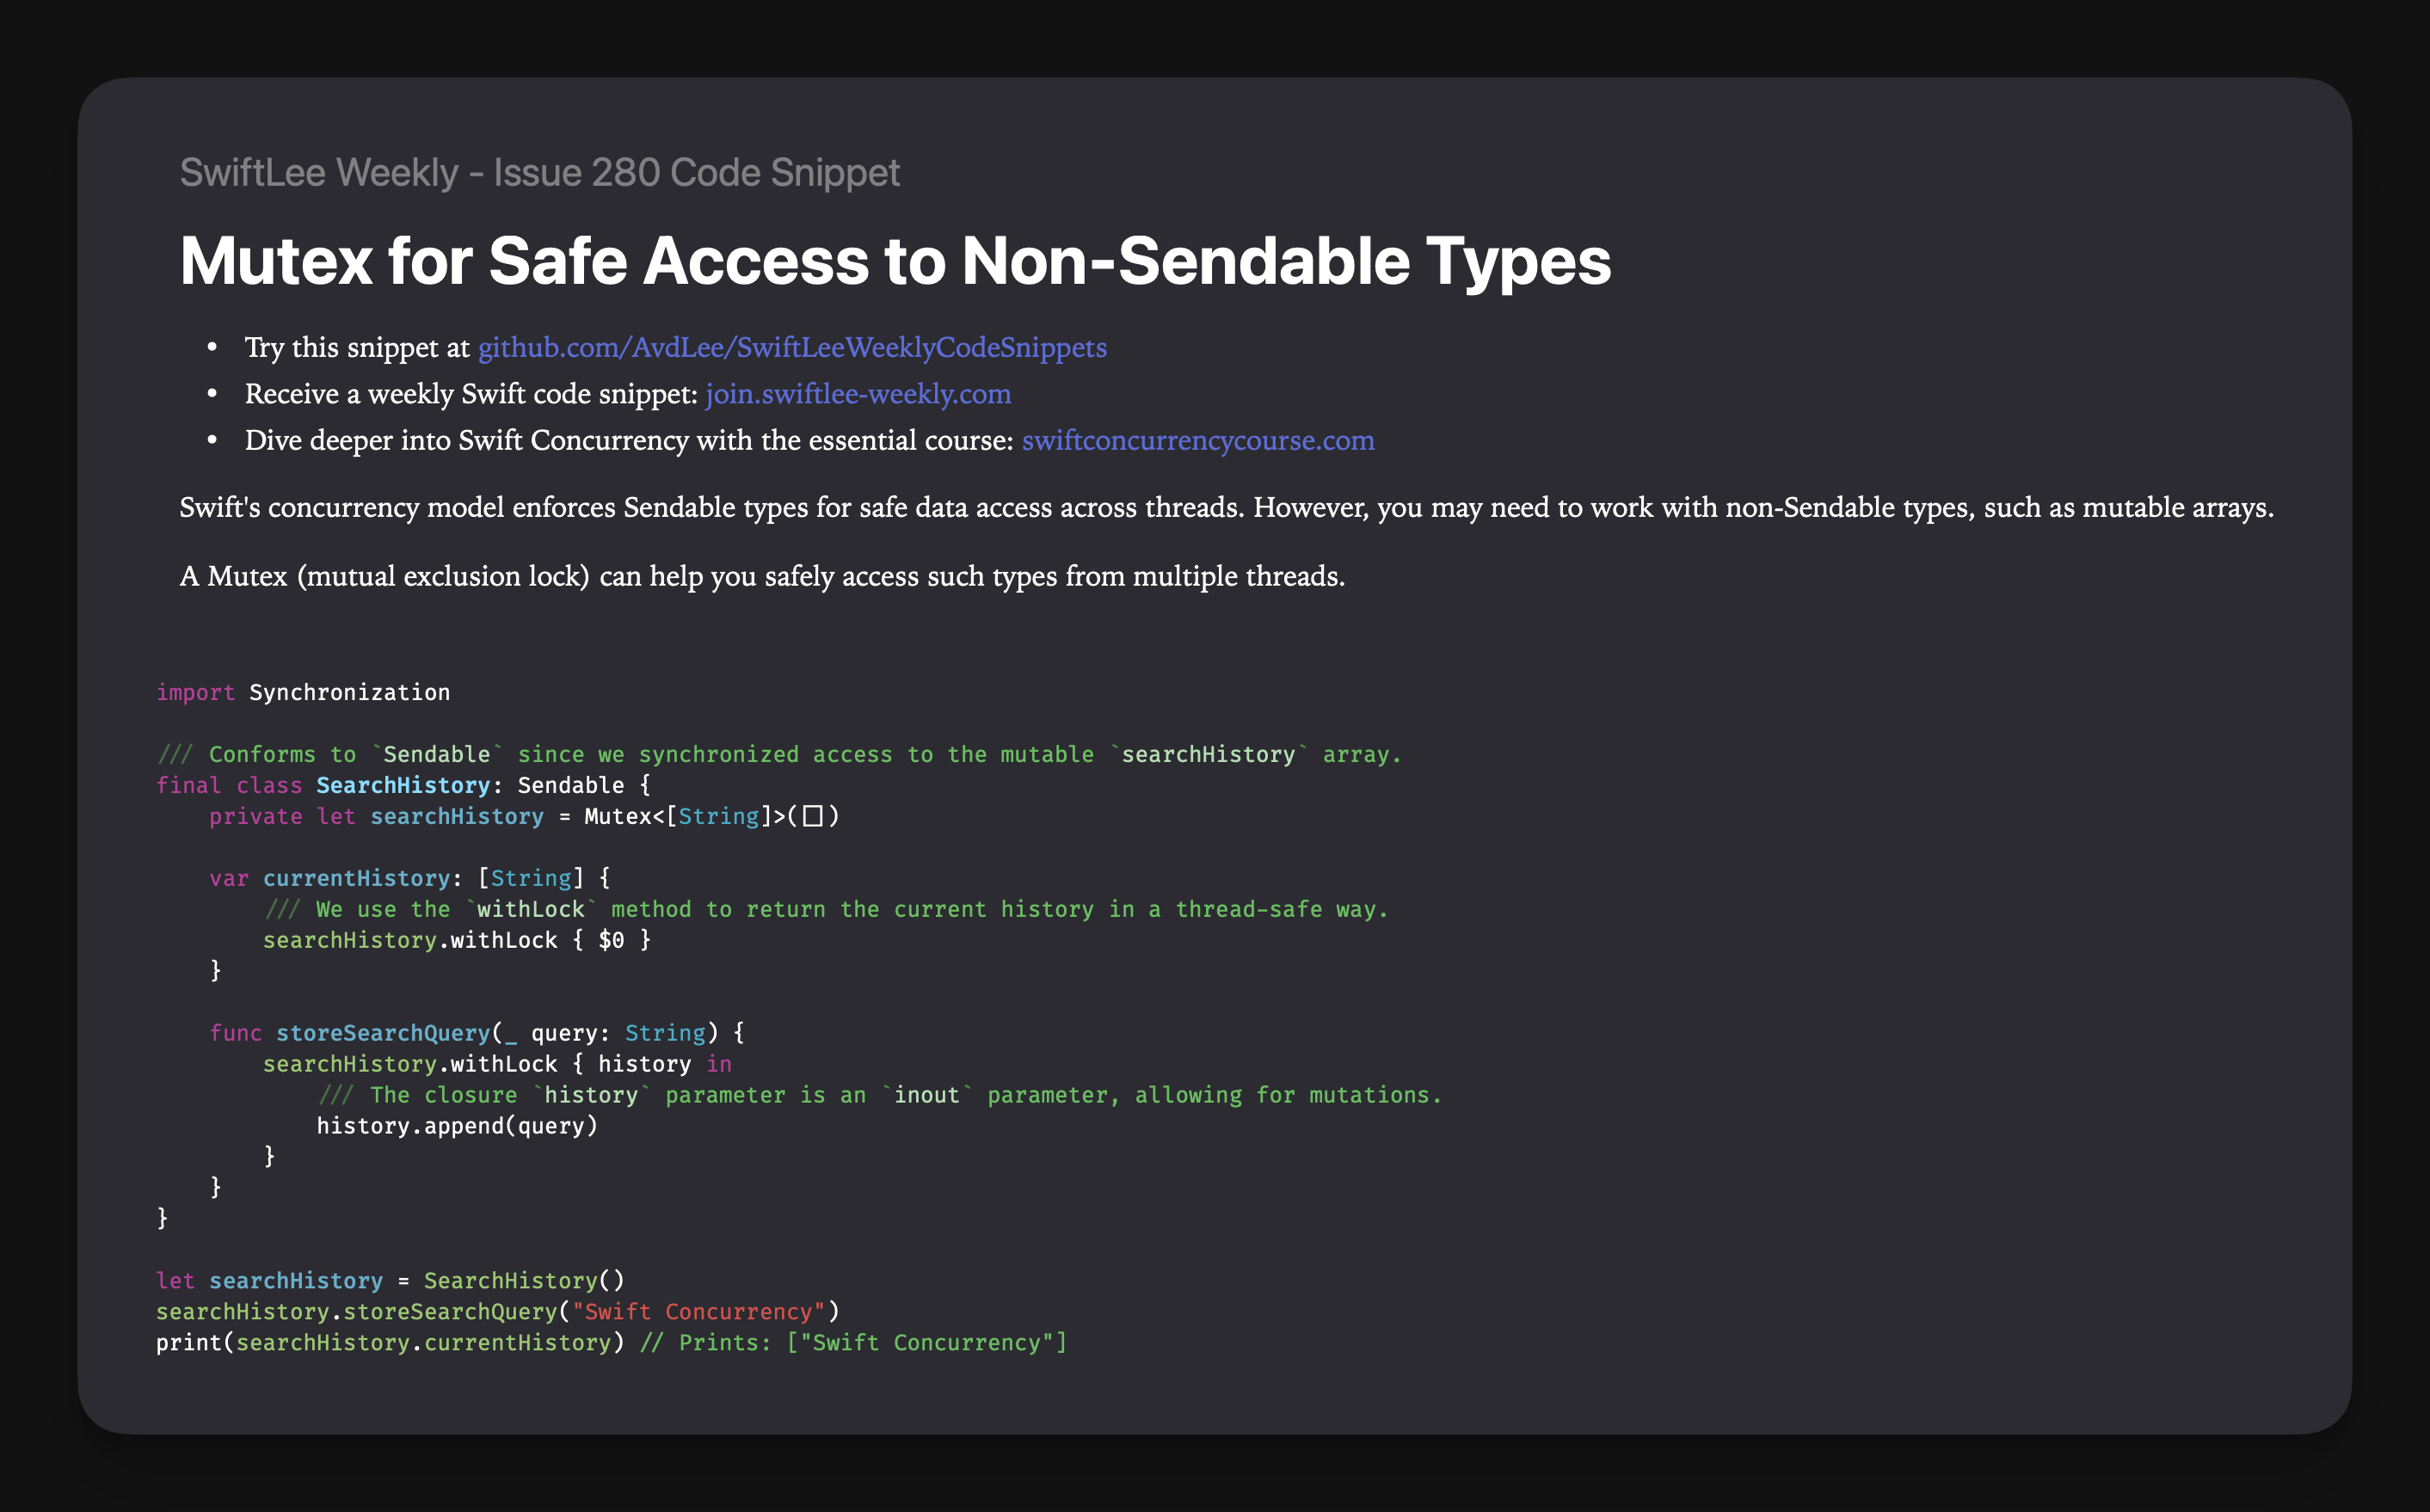 SwiftLee Weekly - Issue 280 Code Snippet
Mutex for Safe Access to Non-Sendable Types
• Try this snippet at github.com/AvdLee/SwiftLeeWeeklyCodeSnippets
• Receive a weekly Swift code snippet: join.swiftlee-weekly.com
• Dive deeper into Swift Concurrency with the essential course: swiftconcurrencycourse.com
Swift's concurrency model enforces Sendable types for safe data access across threads. However, you may need to work with non-Sendable types, such as mutable arrays.
A Mutex (mutual exclusion lock) can help you safely access such types from multiple threads.
import Synchronization
/// Conforms to `Sendable` since we synchronized access to the mutable `searchHistory` array.
final class SearchHistory: Sendable {
    private let searchHistory = Mutex<[String]>([])
    var currentHistory: [String] {
        /// We use the `withLock` method to return the current history in a thread-safe way.
        searchHistory.withLock { $0 }
    }
    func storeSearchQuery(_ query: String) {
        searchHistory.withLock { history in
            /// The closure `history` parameter is an `inout` parameter, allowing for mutations.
            history.append(query)
        }
    }
}
let searchHistory = SearchHistory()
searchHistory.storeSearchQuery("Swift Concurrency")
print(searchHistory.currentHistory) // Prints: ["Swift Concurrency"]